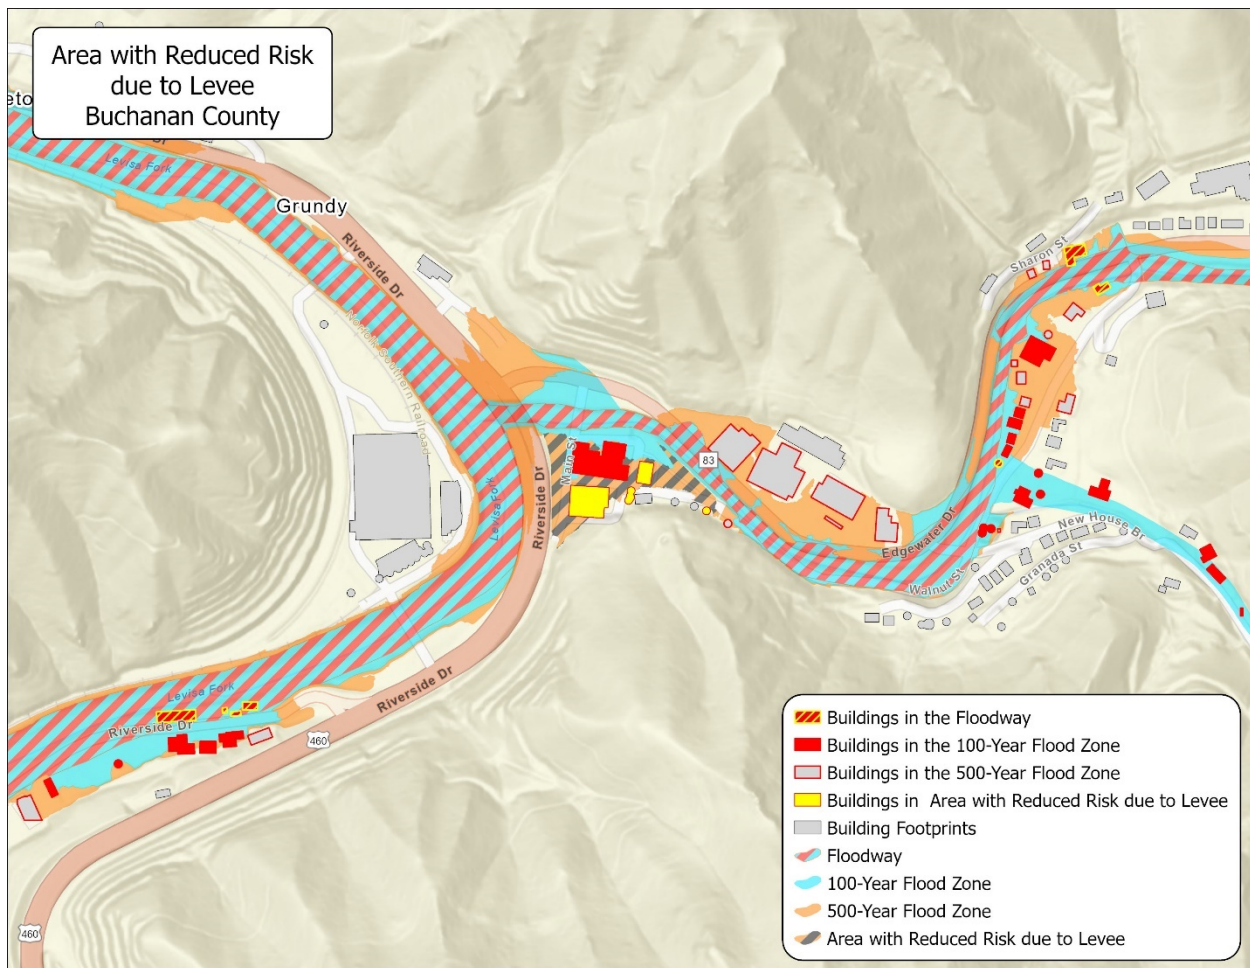 Area with Reduced Risk
due to Levee
Buchanan County
Levisa Fork
Grundy
Riverside Dr
Norfolk Southern Railroad
Sharon St
Main St
83
Levisa Fork
Riverside Dr
Edgewater Dr
New House Br
Walnut St
Granada St
Levisa Fork
Riverside Dr
Riverside Dr
460
460
Buildings in the Floodway
Buildings in the 100-Year Flood Zone
Buildings in the 500-Year Flood Zone
Buildings in Area with Reduced Risk due to Levee
Building Footprints
Floodway
100-Year Flood Zone
500-Year Flood Zone
Area with Reduced Risk due to Levee